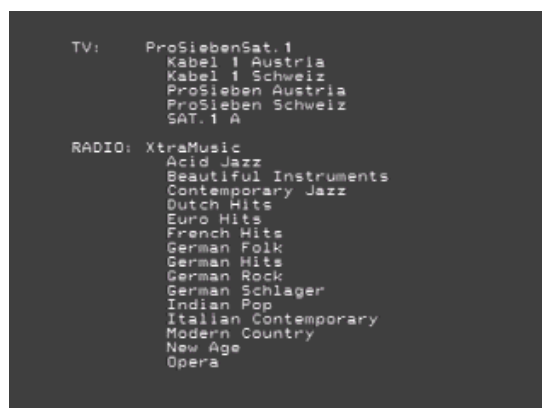 TV: ProSiebenSat.1
Kabel 1 Austria
Kabel 1 Schweiz
ProSieben Austria
ProSieben Schweiz
SAT.1 A
RADIO: XtraMusic
Acid Jazz
Beautiful Instruments
Contemporary Jazz
Dutch Hits
Euro Hits
French Hits
German Folk
German Hits
German Rock
German Schlager
Indian Pop
Italian Contemporary
Modern Country
New Age
Opera